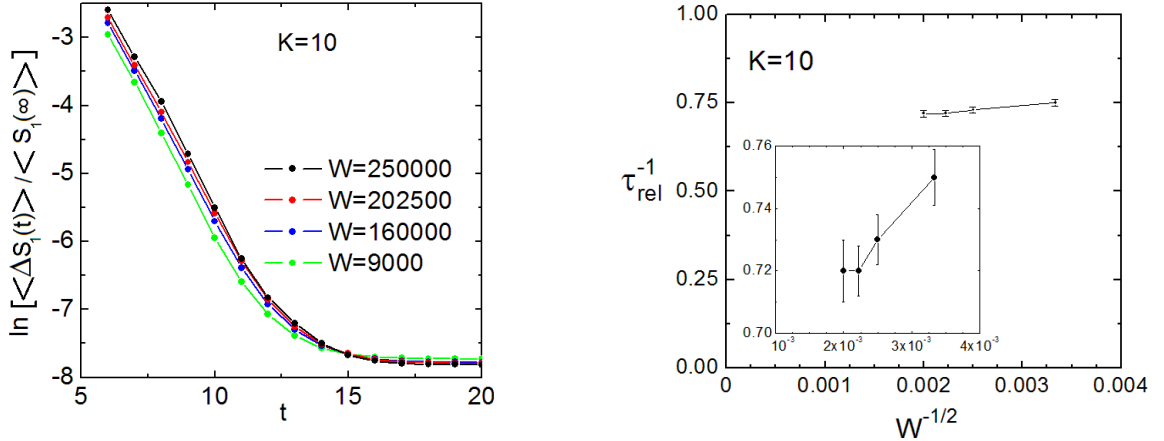 ln [<ΔS₁(t)> / < S₁(∞)>]
-3
-4
-5
-6
-7
-8
K=10
W=250000
W=202500
W=160000
W=9000
5
10
15
20
t
τ_rel^-1
1.00
0.75
0.50
0.25
0.00
K=10
0.76
0.74
0.72
0.70
10^-3
2x10^-3
3x10^-3
4x10^-3
0
0.001
0.002
0.003
0.004
W^-1/2